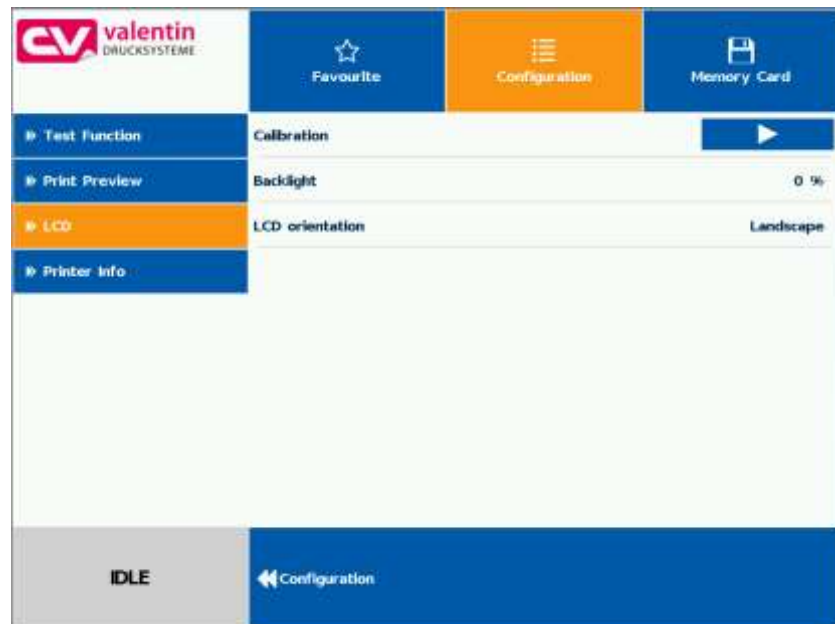 CV valentin
DRUCKSYSTEME
Favourite
Configuration
Memory Card
Test Function
Calibration
Print Preview
Backlight
0 %
LCD
LCD orientation
Landscape
Printer Info
IDLE
Configuration